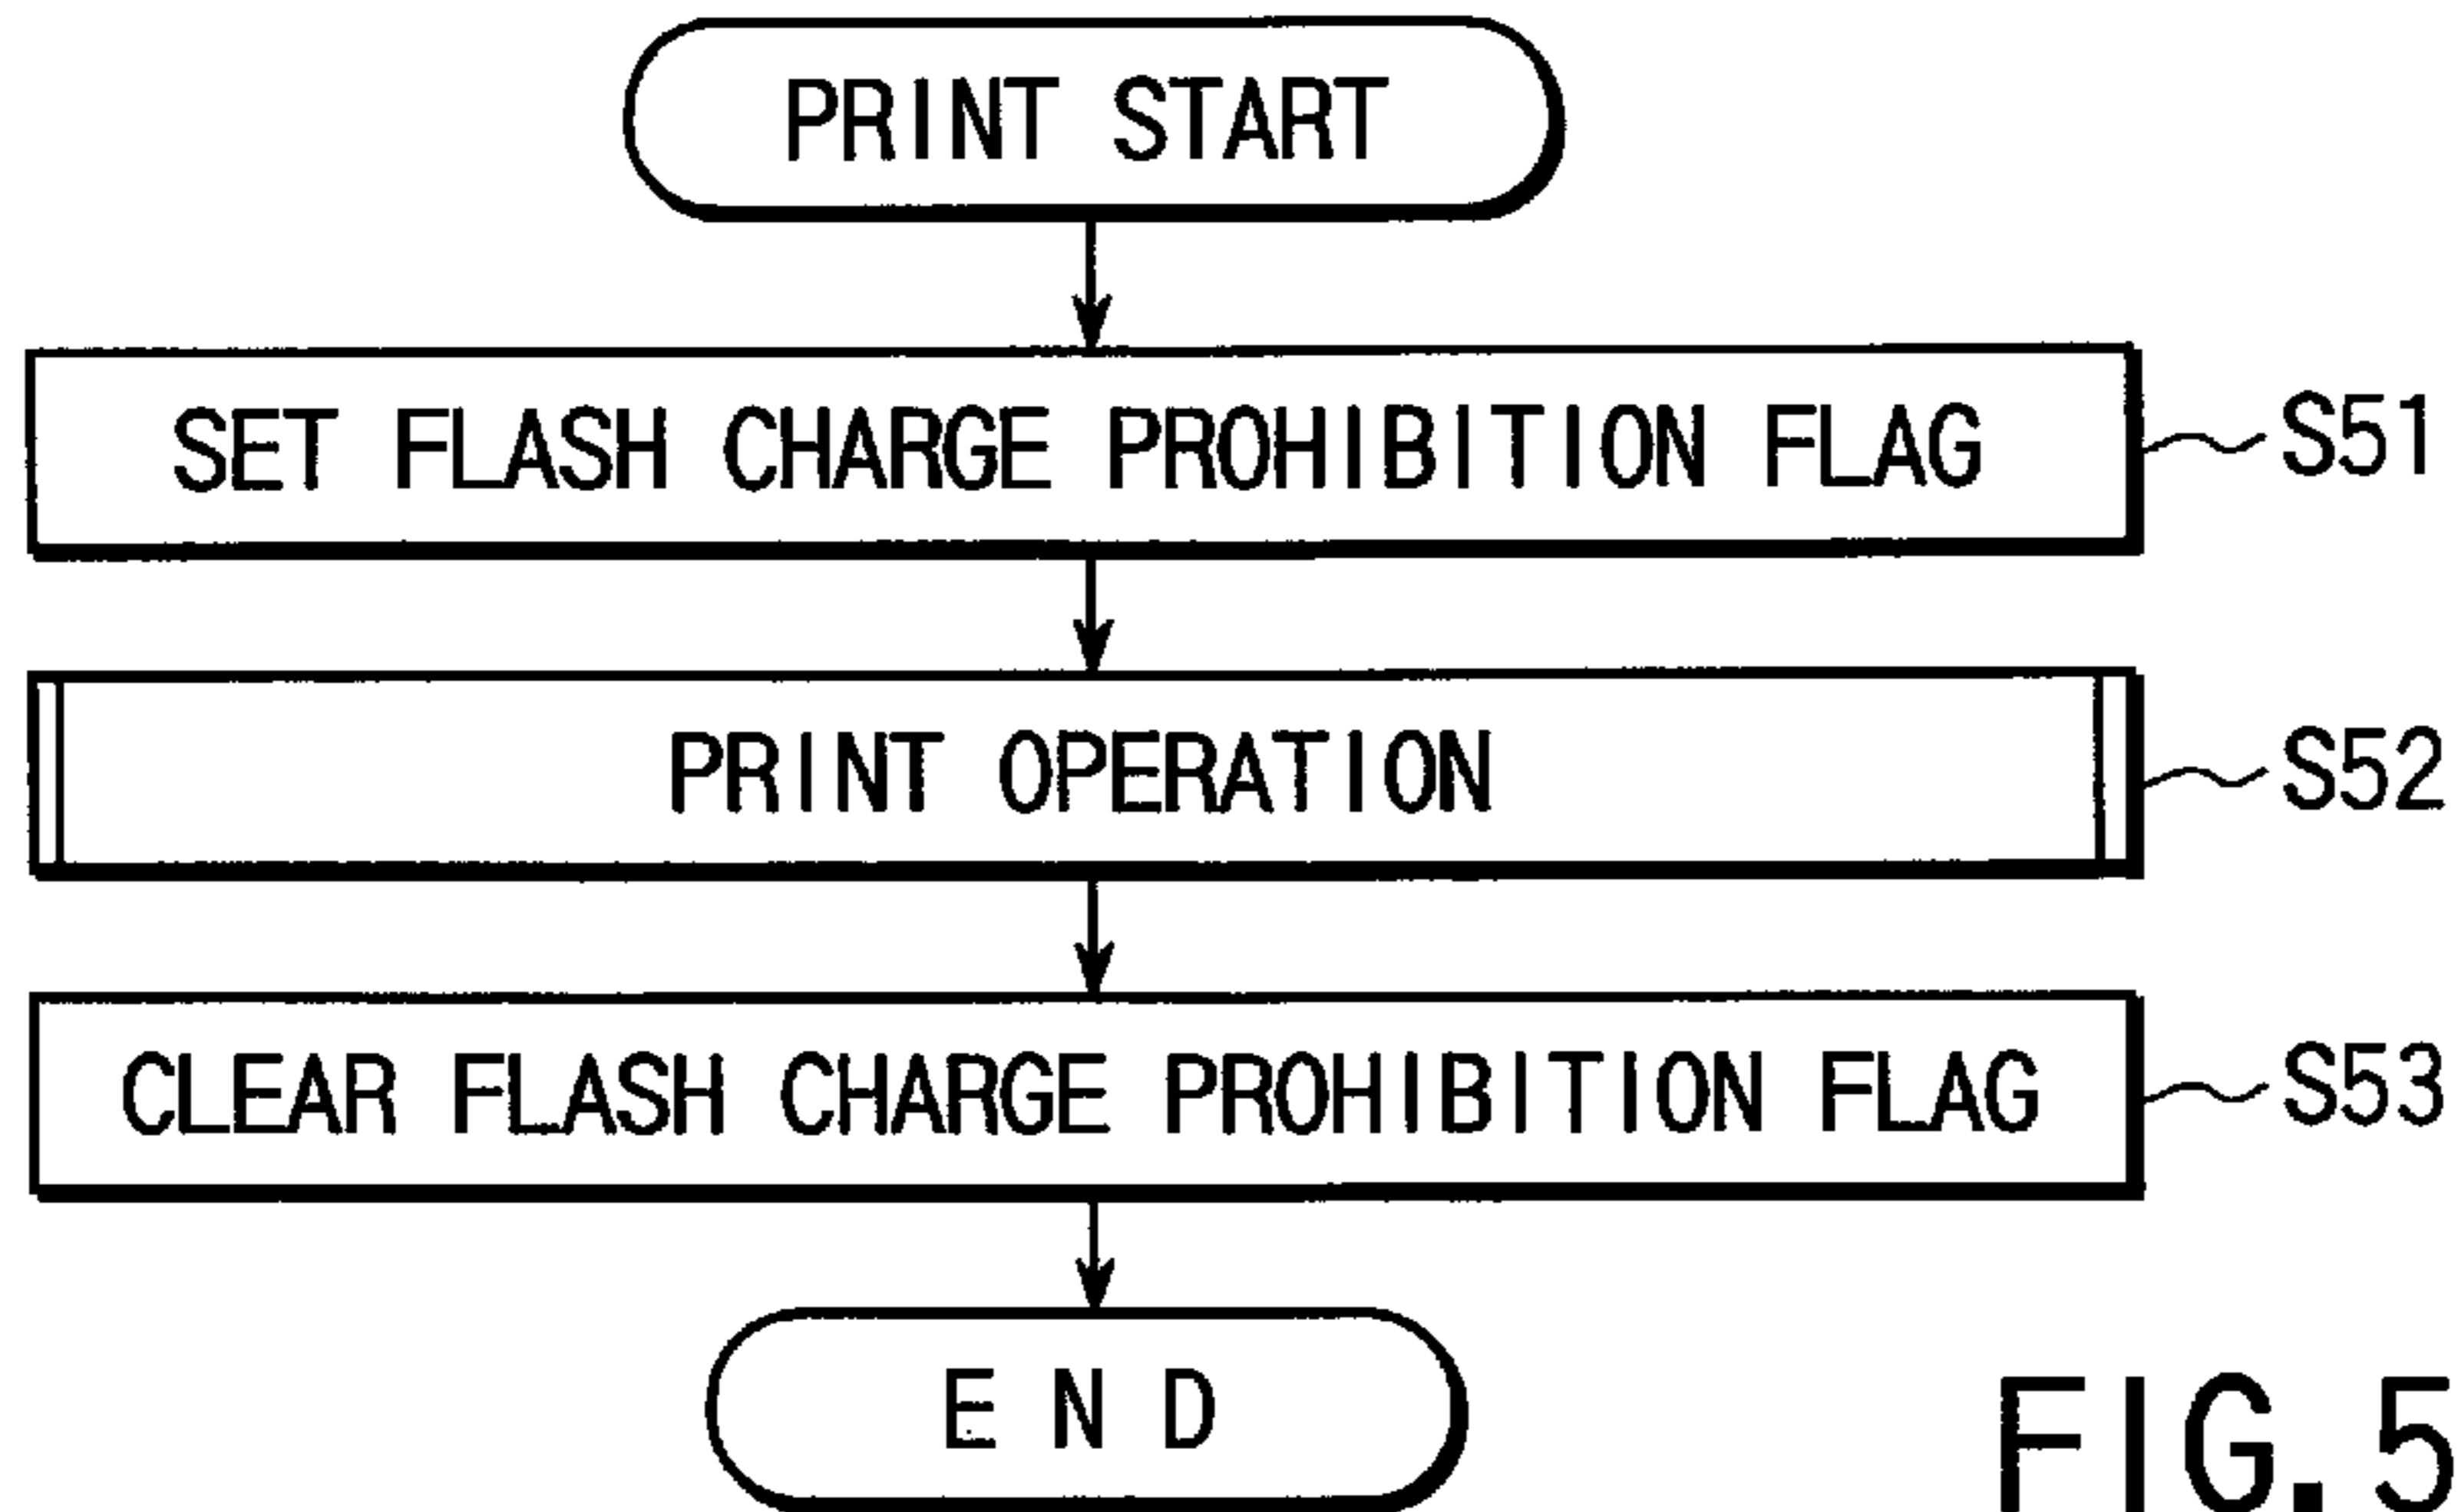 PRINT START
SET FLASH CHARGE PROHIBITION FLAG
S51
PRINT OPERATION
S52
CLEAR FLASH CHARGE PROHIBITION FLAG
S53
END
FIG. 5